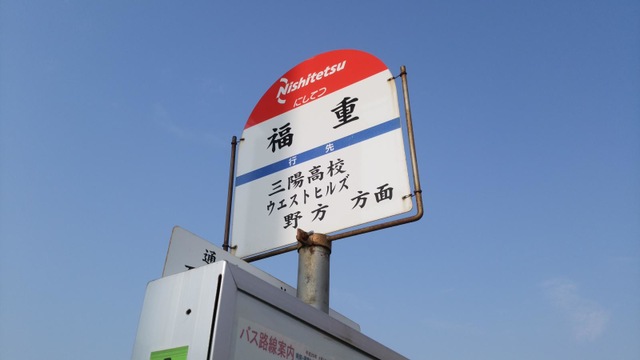 Nishitetsu
にしてつ
福重
行先
三陽高校
ウエストヒルズ
野方 方面
通
バス路線案内